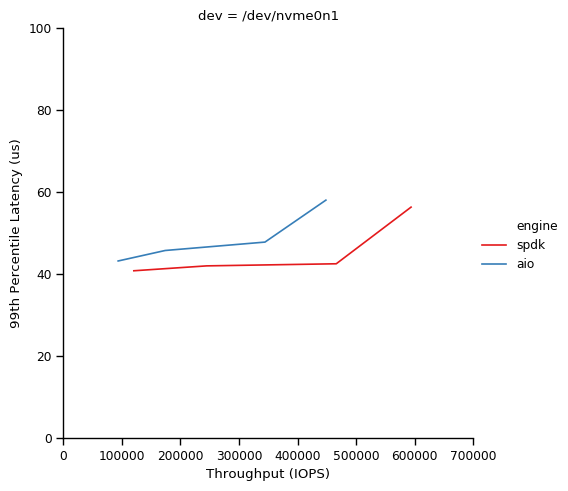 dev = /dev/nvme0n1
100
80
60
40
20
0
99th Percentile Latency (us)
0 100000 200000 300000 400000 500000 600000 700000
Throughput (IOPS)
engine
spdk
aio